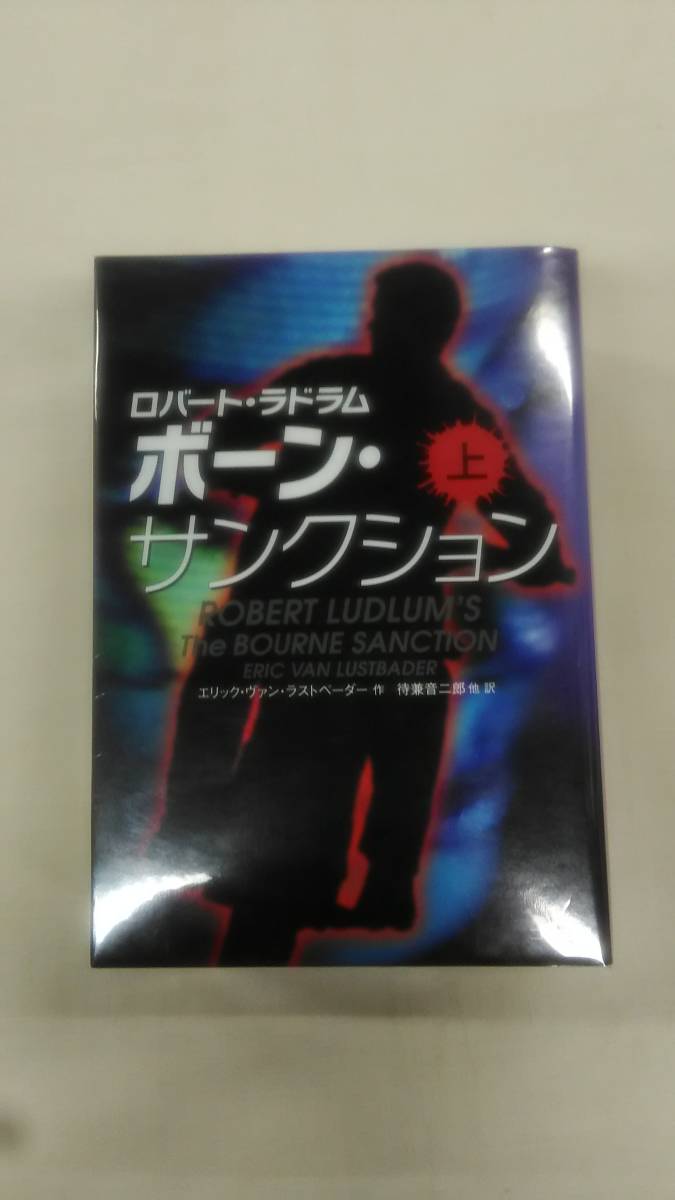 ロバート・ラドラム
ボーン・
上
サンクション
ROBERT LUDLUM'S
The BOURNE SANCTION
ERIC VAN LUSTBADER
エリック・ヴァン・ラストベーダー 作 待兼音二郎 他 訳